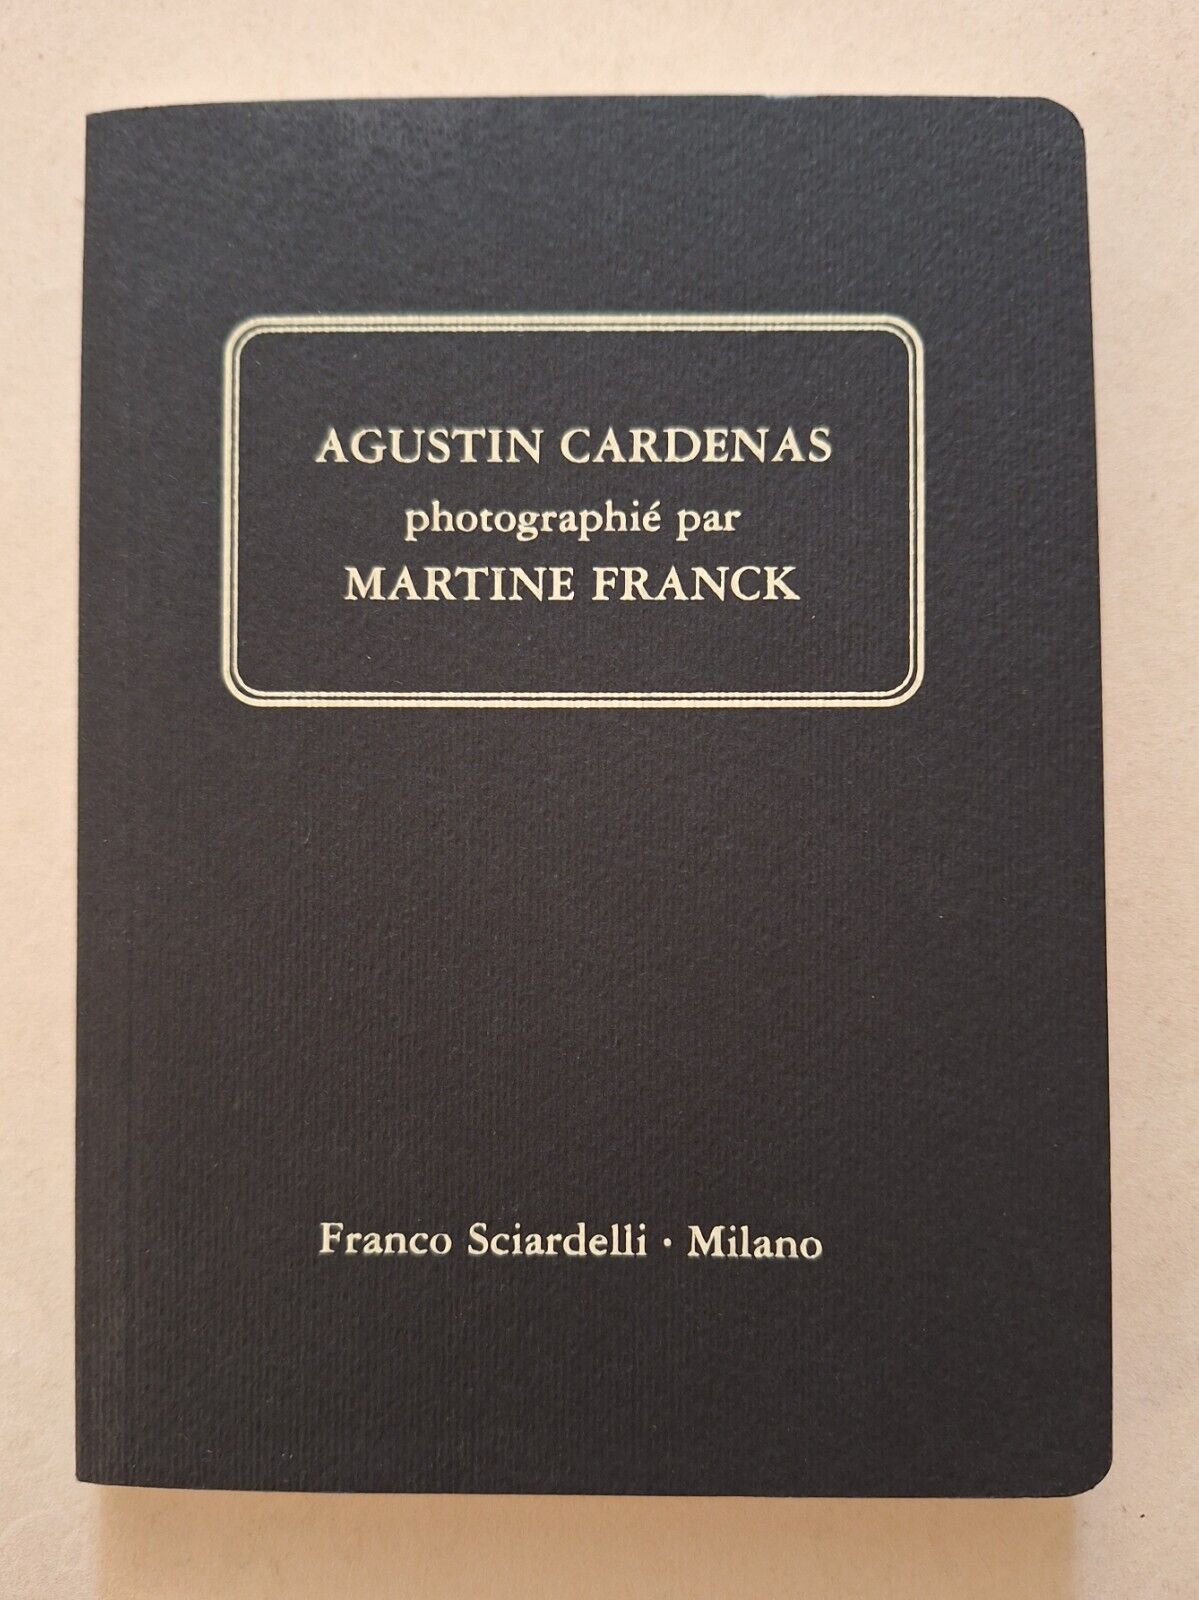 AGUSTIN CARDENAS
photographié par
MARTINE FRANCK
Franco Sciardelli · Milano